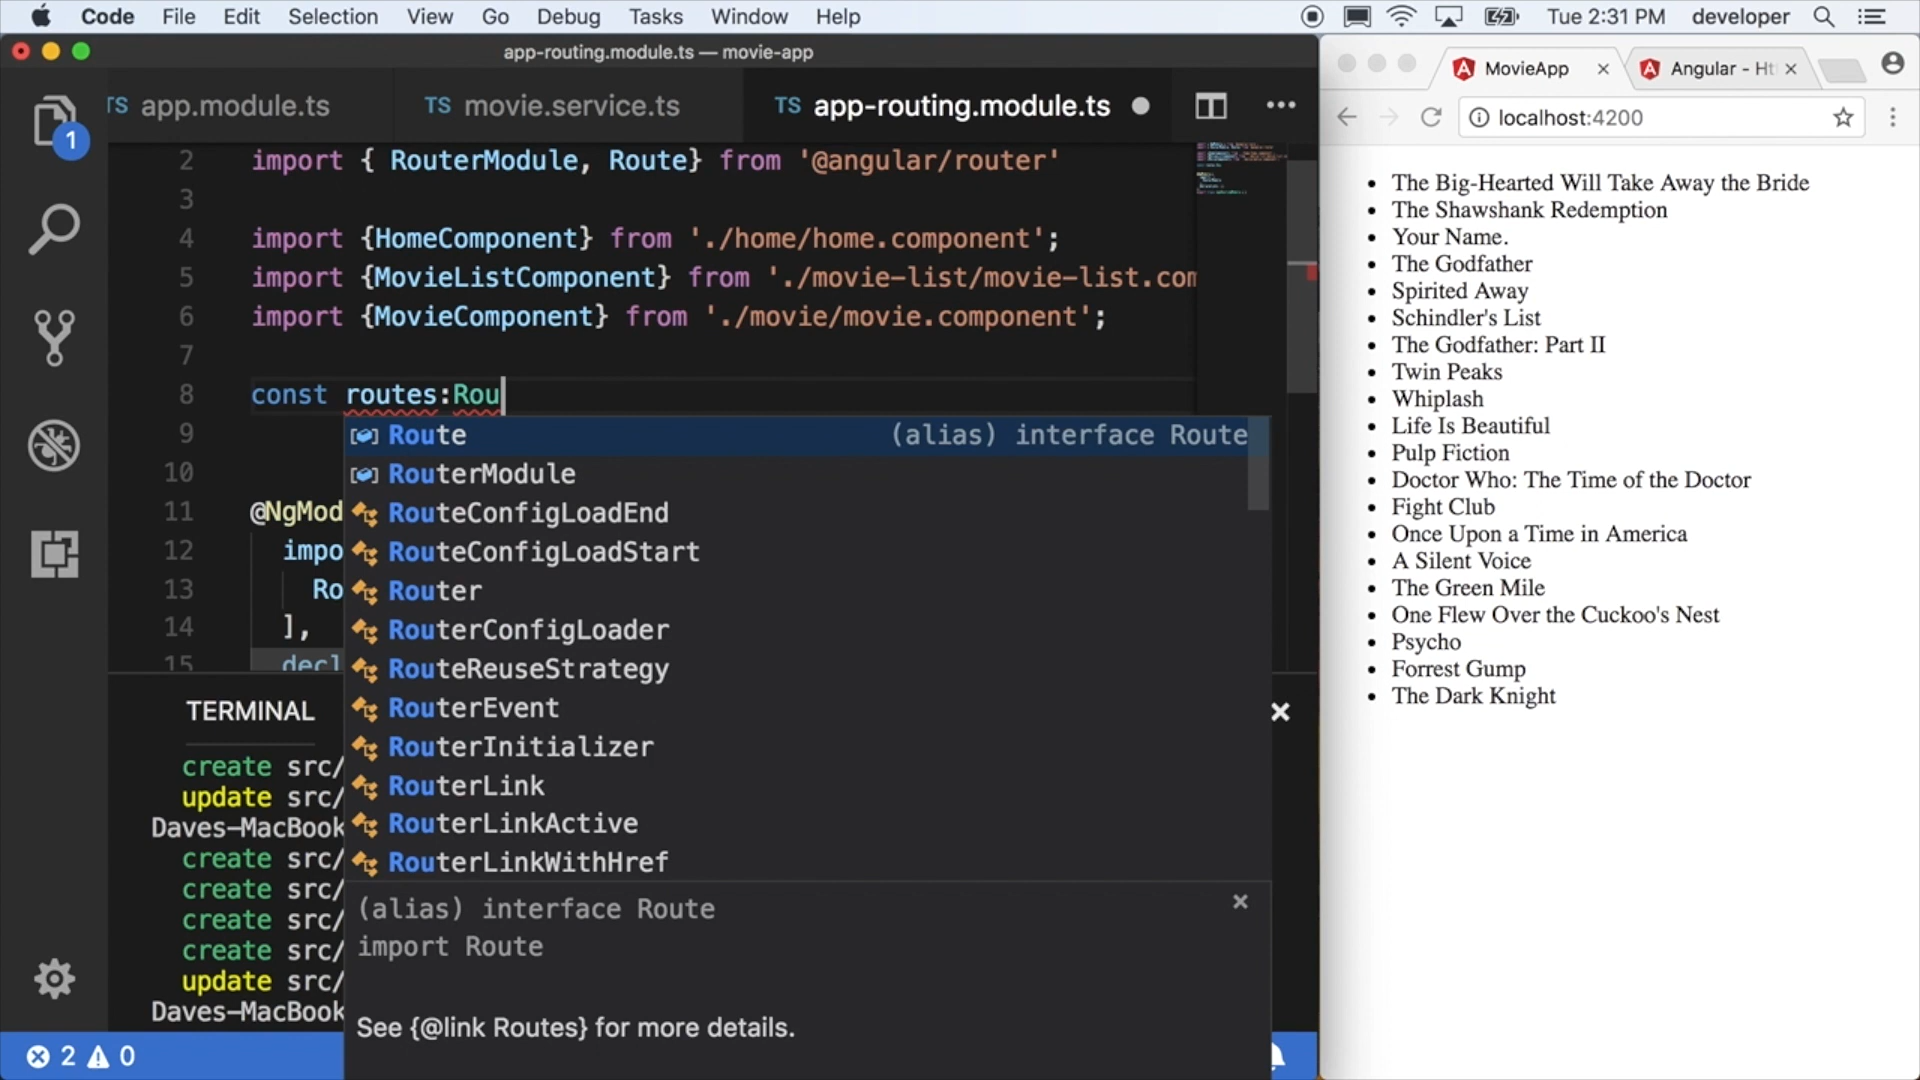 Code File Edit Selection View Go Debug Tasks Window Help Tue 2:31 PM developer
app-routing.module.ts — movie-app
TS app.module.ts
TS movie.service.ts
TS app-routing.module.ts
1
2 import { RouterModule, Route} from '@angular/router'
3
4 import {HomeComponent} from './home/home.component';
5 import {MovieListComponent} from './movie-list/movie-list.com
6 import {MovieComponent} from './movie/movie.component';
7
8 const routes:Rou
9
10
11 @NgMod
12 impo
13 Ro
14 ],
15 decl
Route (alias) interface Route
RouterModule
RouteConfigLoadEnd
RouteConfigLoadStart
Router
RouterConfigLoader
RouteReuseStrategy
RouterEvent
RouterInitializer
RouterLink
RouterLinkActive
RouterLinkWithHref
(alias) interface Route
import Route
See {@link Routes} for more details.
TERMINAL
create src/
update src/
Daves-MacBook
create src/
create src/
create src/
create src/
update src/
Daves-MacBook
2 0
MovieApp
Angular - Ht
localhost:4200
The Big-Hearted Will Take Away the Bride
The Shawshank Redemption
Your Name.
The Godfather
Spirited Away
Schindler's List
The Godfather: Part II
Twin Peaks
Whiplash
Life Is Beautiful
Pulp Fiction
Doctor Who: The Time of the Doctor
Fight Club
Once Upon a Time in America
A Silent Voice
The Green Mile
One Flew Over the Cuckoo's Nest
Psycho
Forrest Gump
The Dark Knight